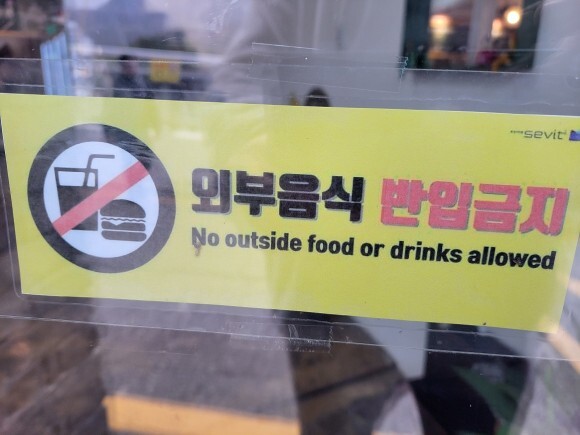 sevit
외부음식 반입금지
No outside food or drinks allowed